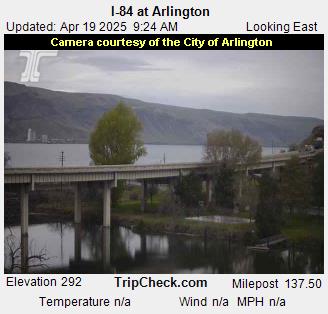 I-84 at Arlington
Updated: Apr 19 2025 9:24 AM Looking East
Camera courtesy of the City of Arlington
Elevation 292 TripCheck.com Milepost 137.50
Temperature n/a Wind n/a MPH n/a